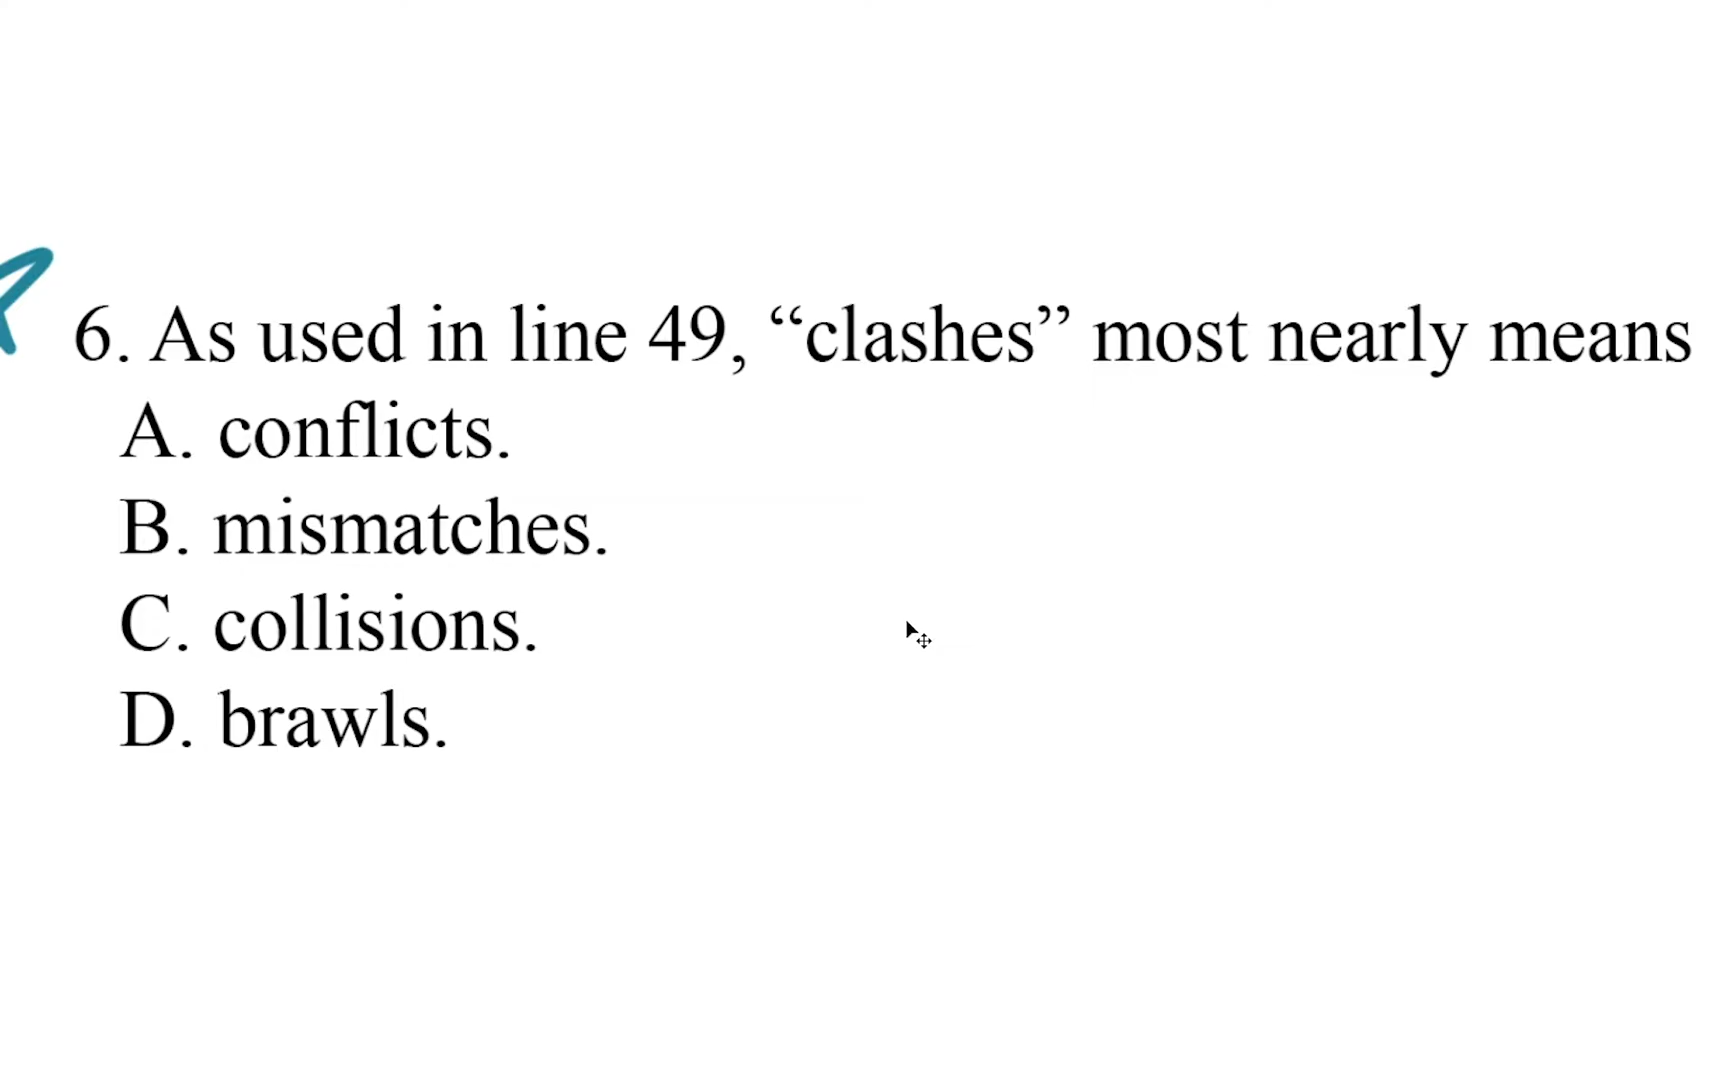 6. As used in line 49, “clashes” most nearly means
A. conflicts.
B. mismatches.
C. collisions.
D. brawls.